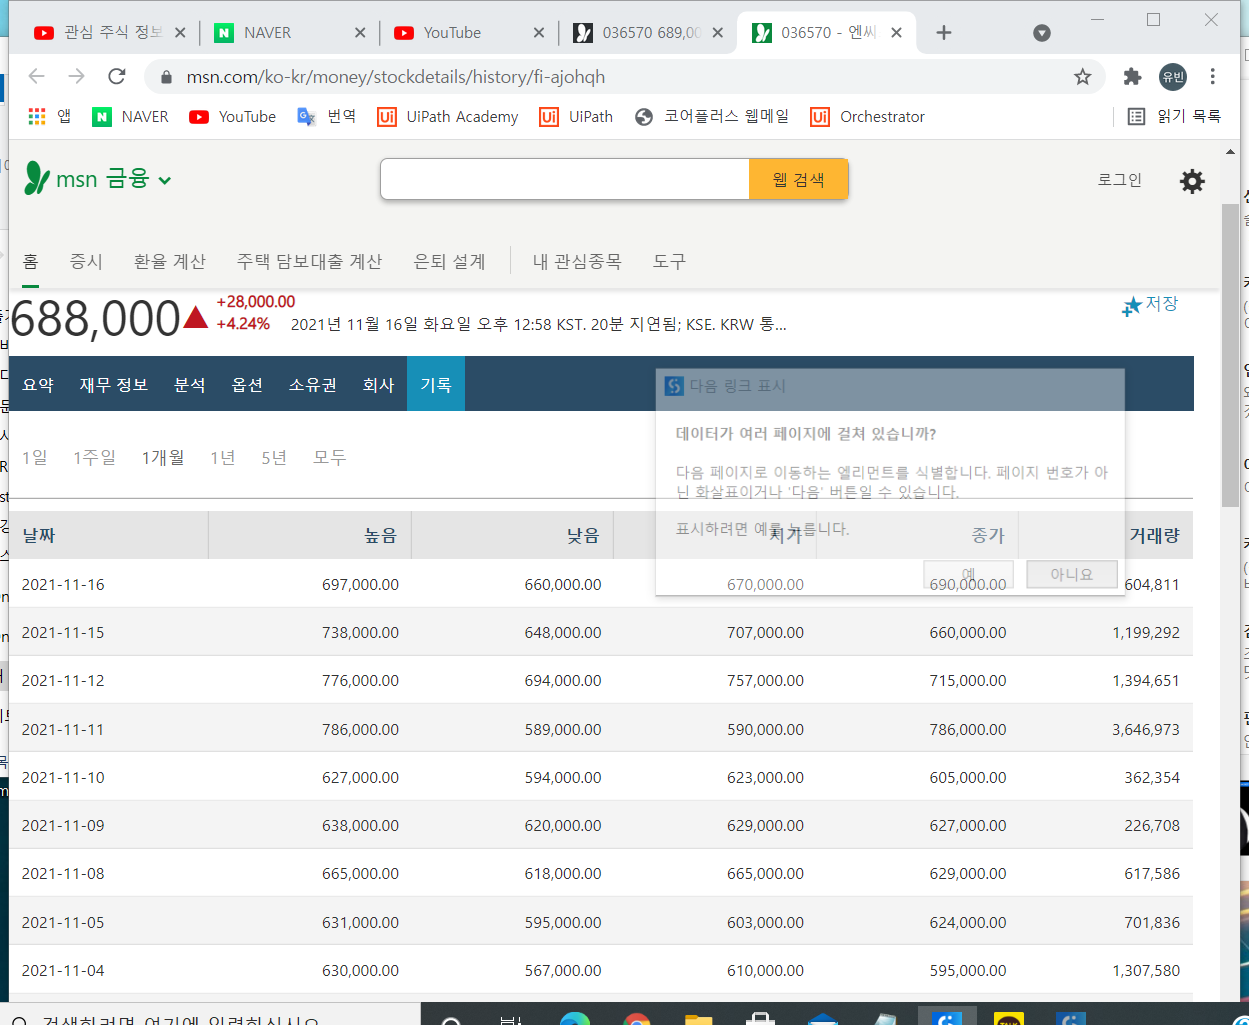 관심 주식 정보
NAVER
YouTube
036570 689,00
036570 - 엔씨
msn.com/ko-kr/money/stockdetails/history/fi-ajohqh
유빈
앱
NAVER
YouTube
번역
UiPath Academy
UiPath
코어플러스 웹메일
Orchestrator
읽기 목록
msn 금융
웹 검색
로그인
홈 증시 환율 계산 주택 담보대출 계산 은퇴 설계 내 관심종목 도구
688,000
+28,000.00
+4.24%
2021년 11월 16일 화요일 오후 12:58 KST. 20분 지연됨; KSE. KRW 통...
저장
요약 재무 정보 분석 옵션 소유권 회사 기록
다음 링크 표시
데이터가 여러 페이지에 걸쳐 있습니까?
다음 페이지로 이동하는 엘리먼트를 식별합니다. 페이지 번호가 아
닌 화살표이거나 '다음' 버튼일 수 있습니다.
표시하려면 예를 누릅니다.
예 아니요
1일 1주일 1개월 1년 5년 모두
날짜 높음 낮음 시가 종가 거래량
2021-11-16 697,000.00 660,000.00 670,000.00 690,000.00 604,811
2021-11-15 738,000.00 648,000.00 707,000.00 660,000.00 1,199,292
2021-11-12 776,000.00 694,000.00 757,000.00 715,000.00 1,394,651
2021-11-11 786,000.00 589,000.00 590,000.00 786,000.00 3,646,973
2021-11-10 627,000.00 594,000.00 623,000.00 605,000.00 362,354
2021-11-09 638,000.00 620,000.00 629,000.00 627,000.00 226,708
2021-11-08 665,000.00 618,000.00 665,000.00 629,000.00 617,586
2021-11-05 631,000.00 595,000.00 603,000.00 624,000.00 701,836
2021-11-04 630,000.00 567,000.00 610,000.00 595,000.00 1,307,580
검색하려면 여기에 입력하십시오